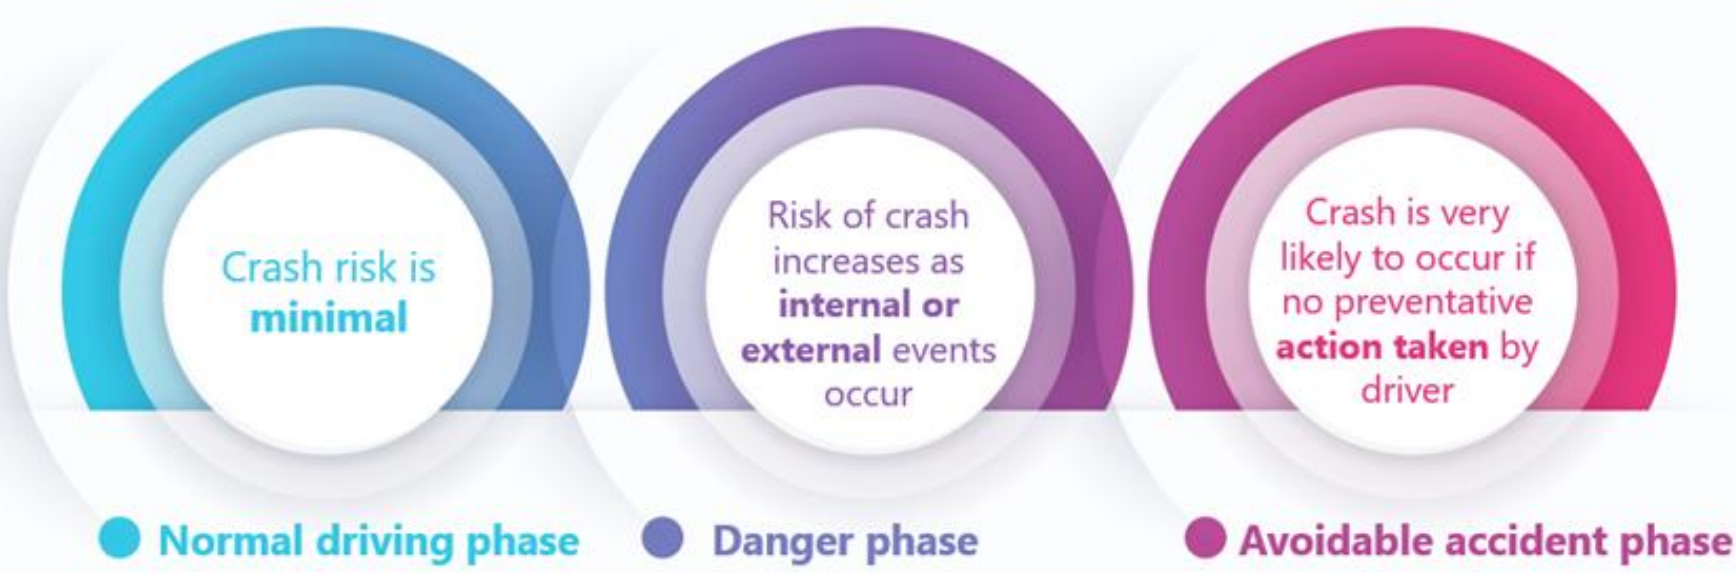 Crash risk is
minimal
Normal driving phase
Risk of crash
increases as
internal or
external events
occur
Danger phase
Crash is very
likely to occur if
no preventative
action taken by
driver
Avoidable accident phase